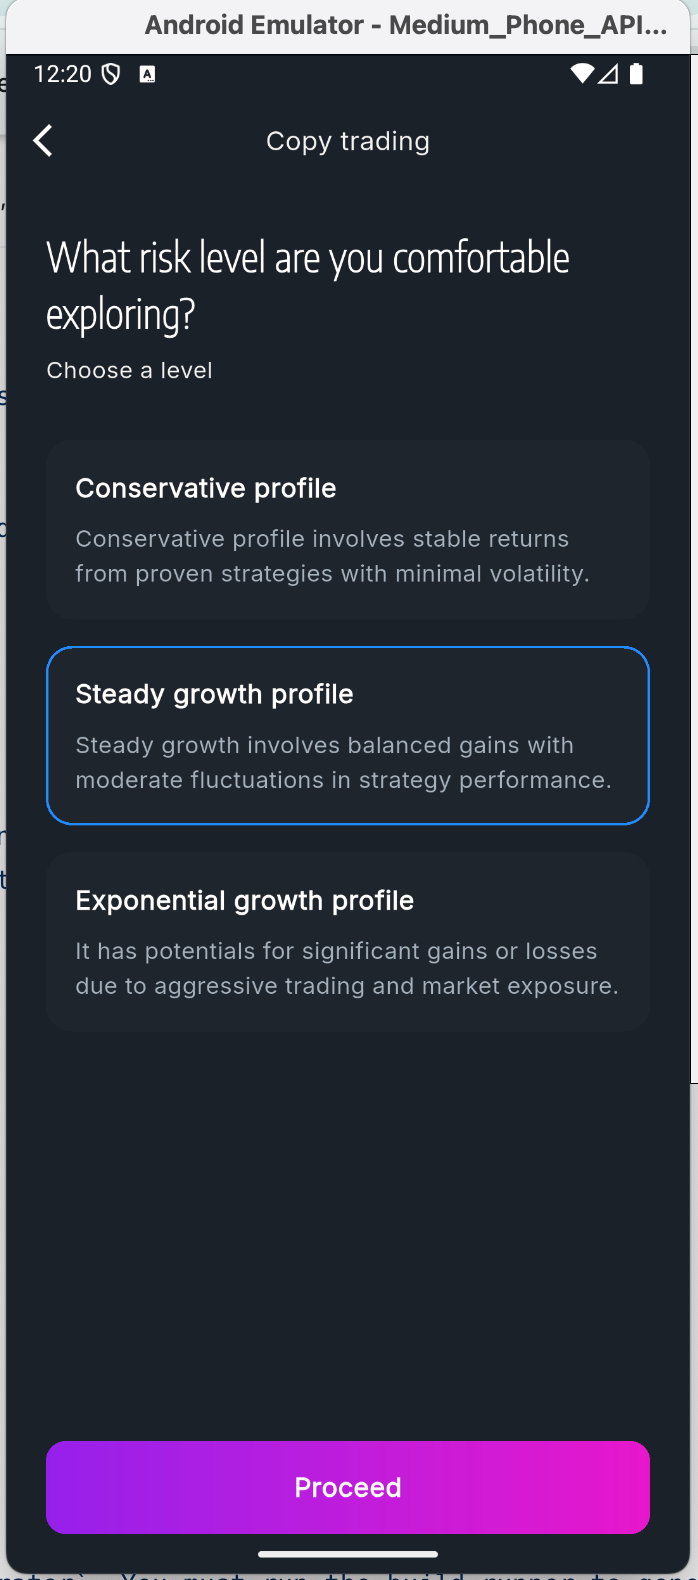 Android Emulator - Medium_Phone_API...
12:20
A
Copy trading
What risk level are you comfortable
exploring?
Choose a level
Conservative profile
Conservative profile involves stable returns
from proven strategies with minimal volatility.
Steady growth profile
Steady growth involves balanced gains with
moderate fluctuations in strategy performance.
Exponential growth profile
It has potentials for significant gains or losses
due to aggressive trading and market exposure.
Proceed